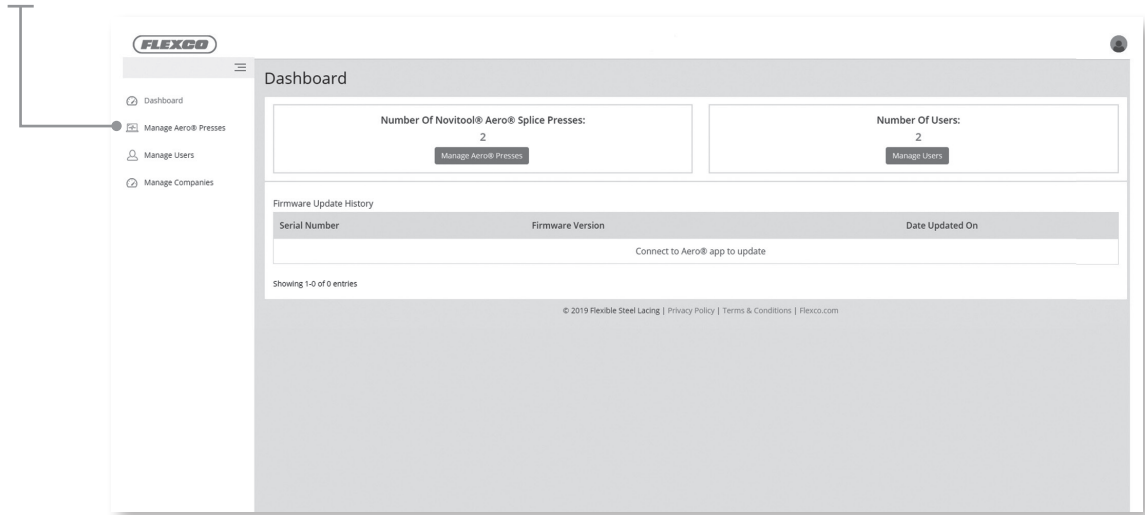 FLEXCO
Dashboard
Dashboard
Manage Aero® Presses
Manage Users
Manage Companies
Number Of Novitool® Aero® Splice Presses:
2
Manage Aero® Presses
Number Of Users:
2
Manage Users
Firmware Update History
Serial Number Firmware Version Date Updated On
Connect to Aero® app to update
Showing 1-0 of 0 entries
© 2019 Flexible Steel Lacing | Privacy Policy | Terms & Conditions | Flexco.com